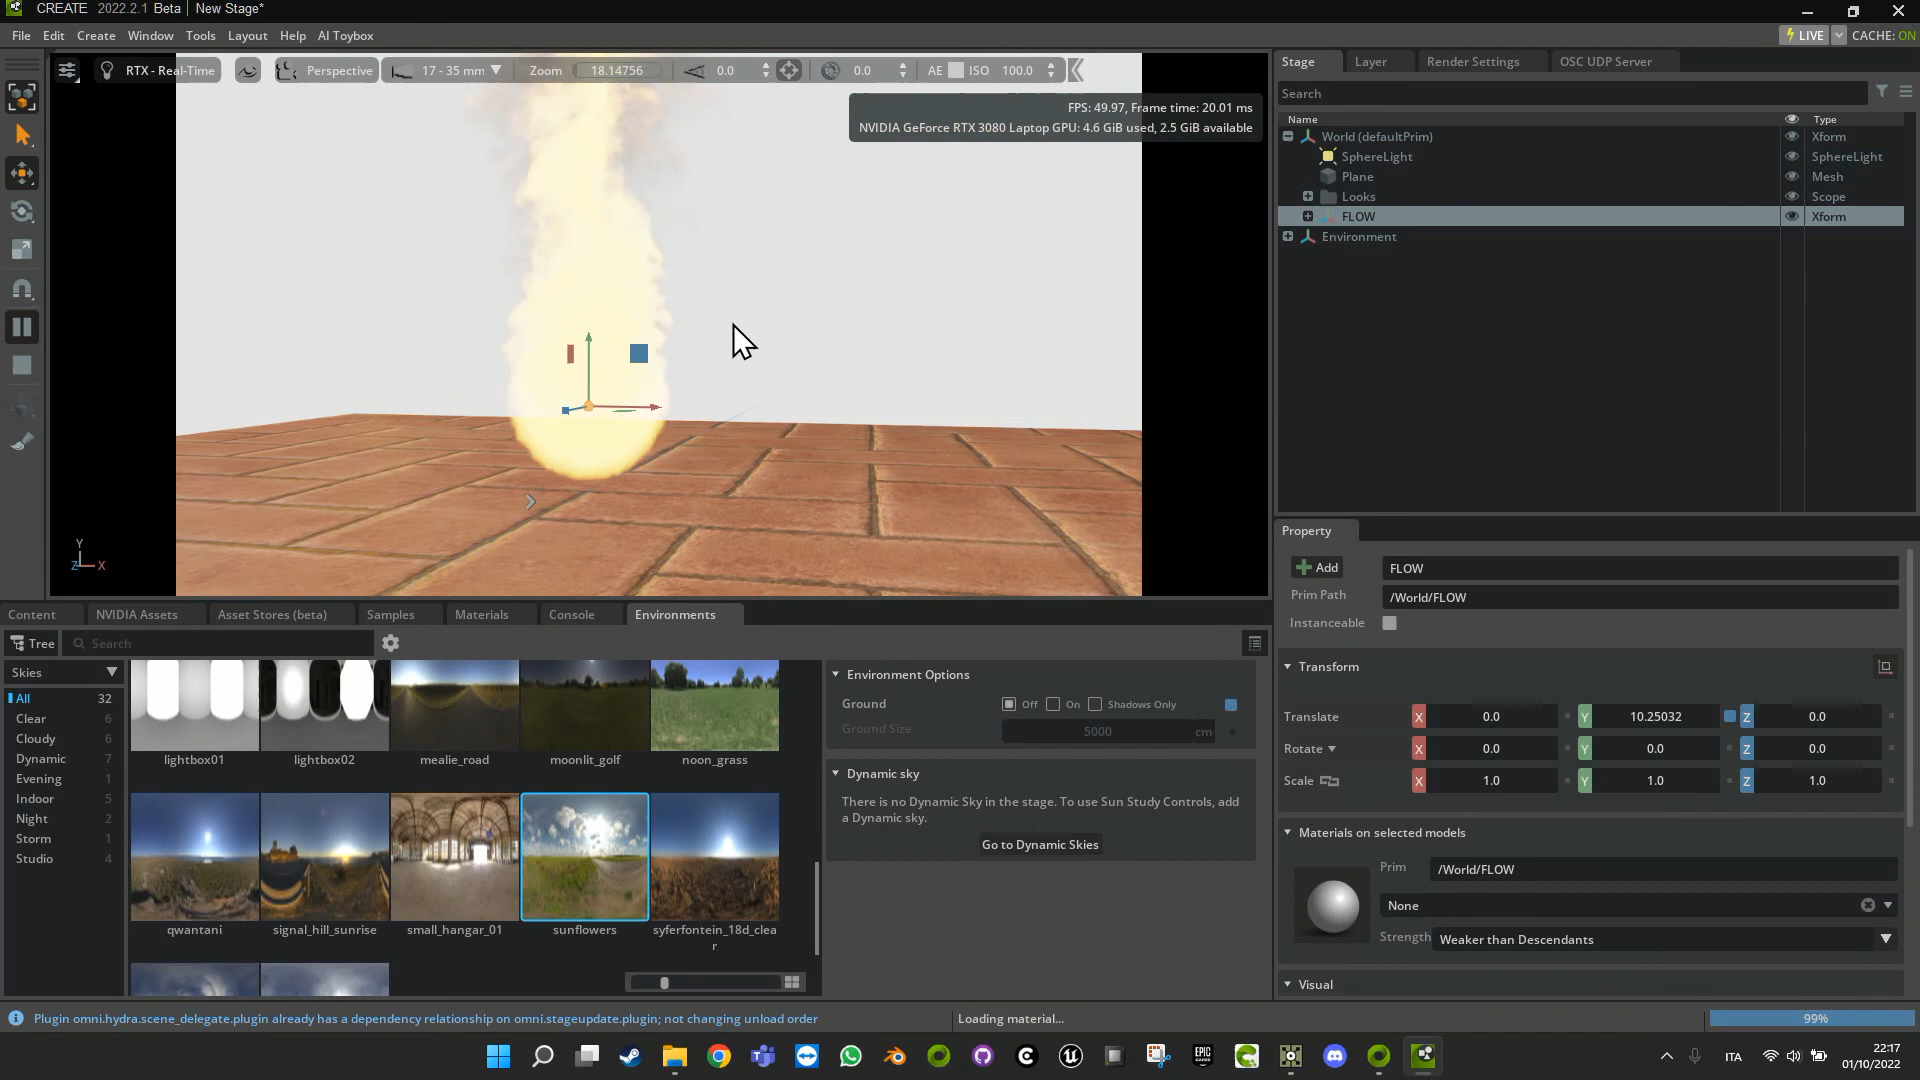 CREATE 2022.2.1 Beta New Stage*
File Edit Create Window Tools Layout Help AI Toybox
LIVE CACHE: ON
RTX - Real-Time Perspective 17 - 35 mm Zoom 18.14756 0.0 0.0 AE ISO 100.0
FPS: 49.97, Frame time: 20.01 ms
NVIDIA GeForce RTX 3080 Laptop GPU: 4.6 GiB used, 2.5 GiB available
Y
Z X
Stage Layer Render Settings OSC UDP Server
Search
Name Type
World (defaultPrim) Xform
SphereLight SphereLight
Plane Mesh
Looks Scope
FLOW Xform
Environment
Property
Add FLOW
Prim Path /World/FLOW
Instanceable
Transform
Translate X 0.0 Y 10.25032 Z 0.0
Rotate X 0.0 Y 0.0 Z 0.0
Scale X 1.0 Y 1.0 Z 1.0
Materials on selected models
Prim /World/FLOW
None
Strength Weaker than Descendants
Visual
Content NVIDIA Assets Asset Stores (beta) Samples Materials Console Environments
Tree Search
Skies
All 32
Clear 6
Cloudy 6
Dynamic 7
Evening 1
Indoor 5
Night 2
Storm 1
Studio 4
lightbox01 lightbox02 mealie_road moonlit_golf noon_grass
qwantani signal_hill_sunrise small_hangar_01 sunflowers syferfontein_18d_clea
r
Environment Options
Ground Off On Shadows Only
Ground Size 5000 cm
Dynamic sky
There is no Dynamic Sky in the stage. To use Sun Study Controls, add
a Dynamic sky.
Go to Dynamic Skies
Plugin omni.hydra.scene_delegate.plugin already has a dependency relationship on omni.stageupdate.plugin; not changing unload order
Loading material... 99%
EPIC GAMES
ITA
22:17
01/10/2022